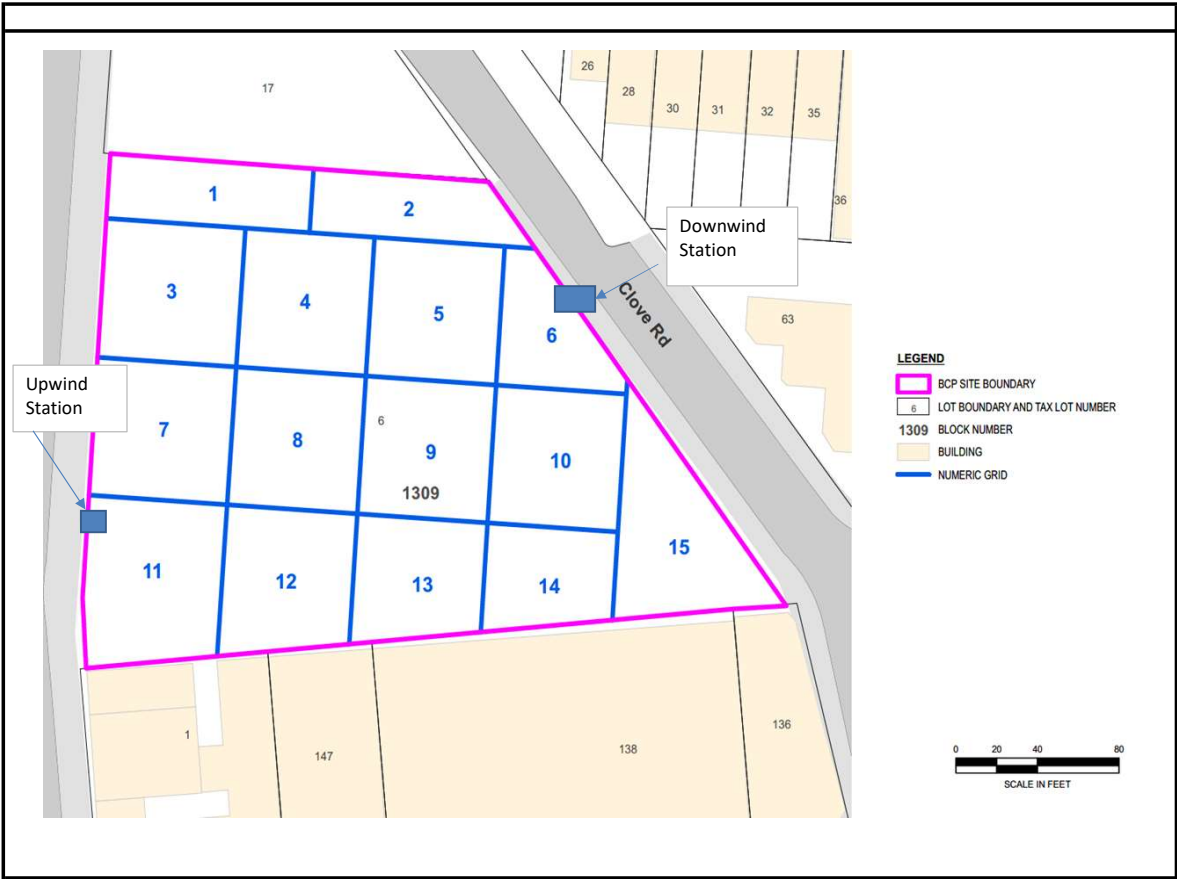 17
26
28
30
31
32
35
36
1
2
Downwind
Station
3
4
5
6
Clove Rd
63
Upwind
Station
7
8
6
9
10
1309
11
12
13
14
15
1
147
138
136
LEGEND
BCP SITE BOUNDARY
6 LOT BOUNDARY AND TAX LOT NUMBER
1309 BLOCK NUMBER
BUILDING
NUMERIC GRID
0 20 40 80
SCALE IN FEET